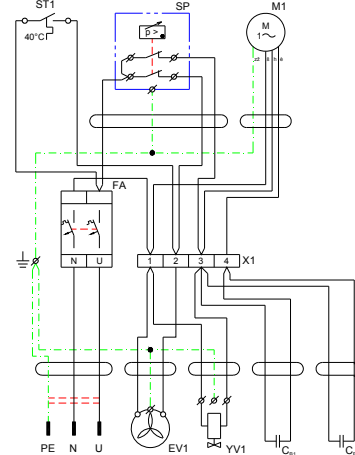 ST1
SP
M1
40°C
p >
M
1
z2
FA
N U
1 2 3 4 X1
PE N U
EV1
YV1